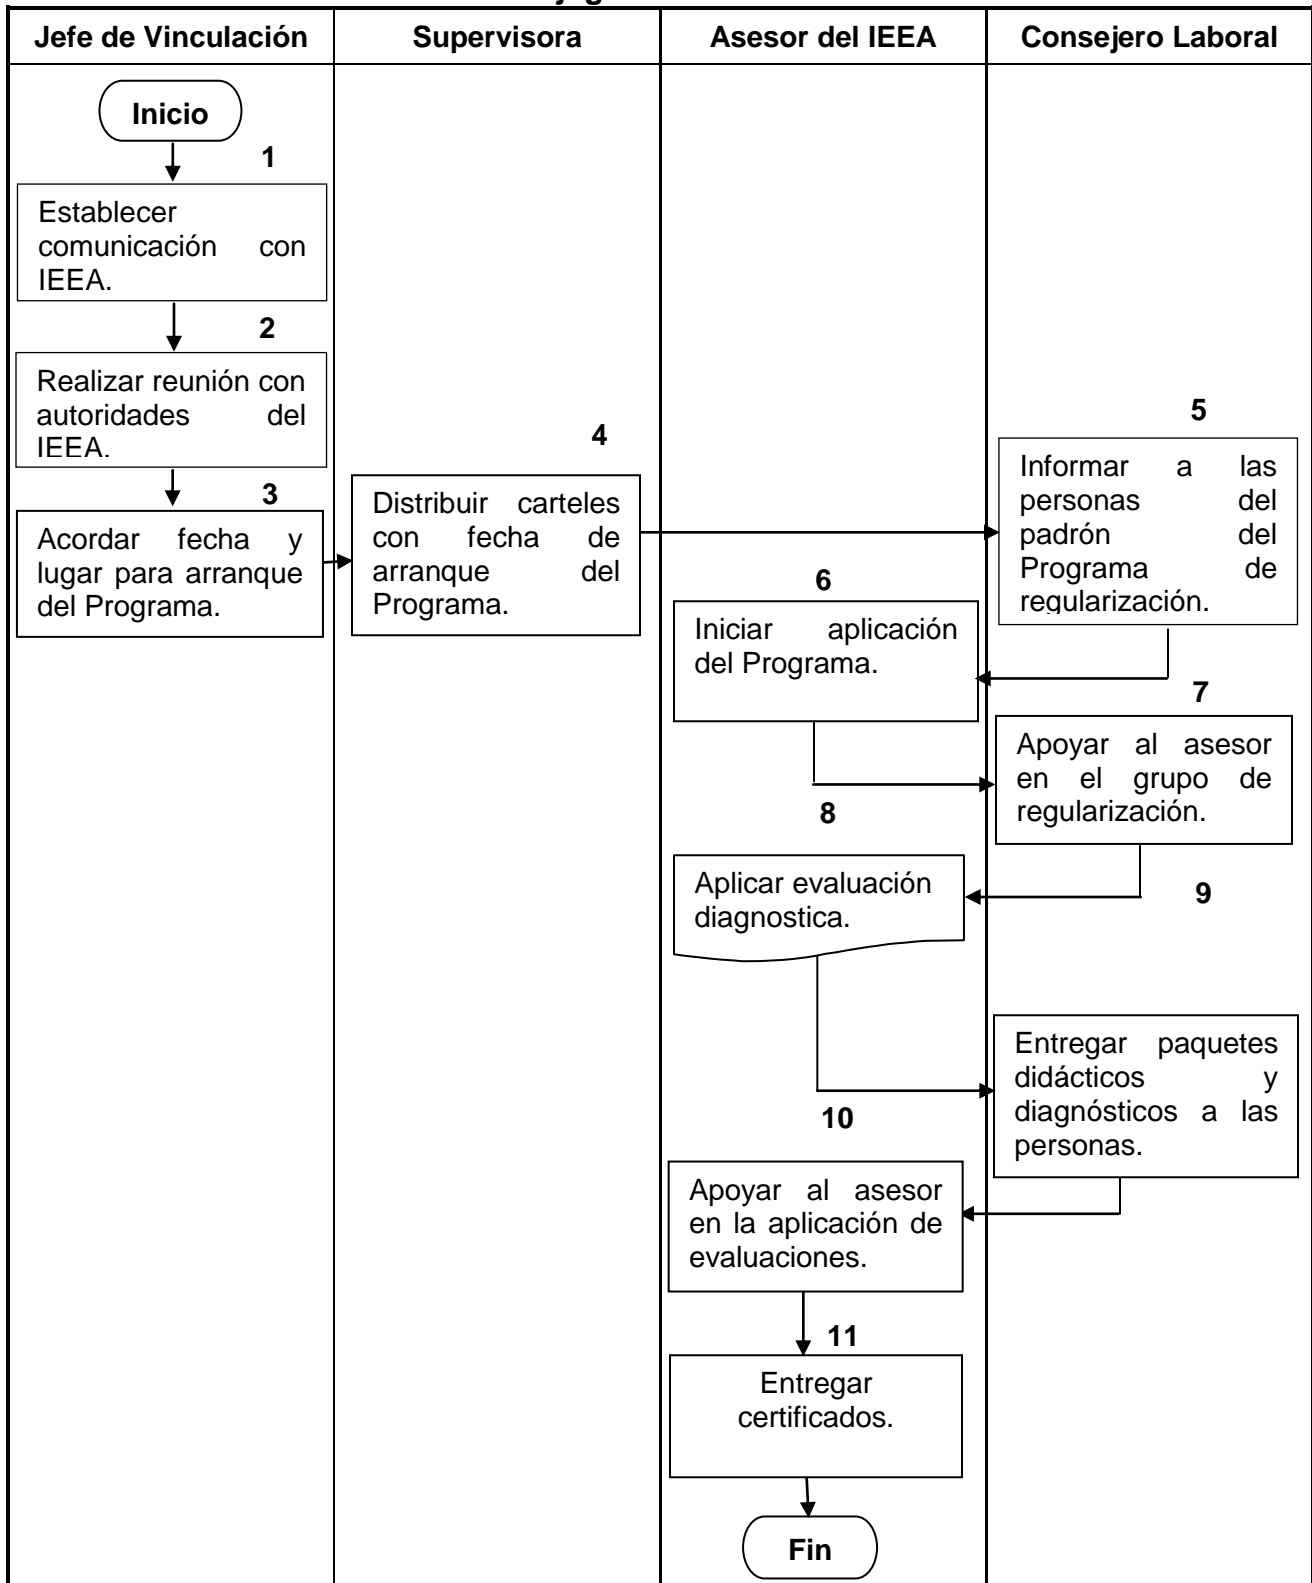 Jefe de Vinculación
Supervisora
Asesor del IEEA
Consejero Laboral
Inicio
1
Establecer
comunicación con
IEEA.
2
Realizar reunión con
autoridades del
IEEA.
3
Acordar fecha y
lugar para arranque
del Programa.
4
Distribuir carteles
con fecha de
arranque del
Programa.
5
Informar a las
personas del
padrón del
Programa de
regularización.
6
Iniciar aplicación
del Programa.
7
Apoyar al asesor
en el grupo de
regularización.
8
Aplicar evaluación
diagnostica.
9
Entregar paquetes
didácticos y
diagnósticos a las
personas.
10
Apoyar al asesor
en la aplicación de
evaluaciones.
11
Entregar
certificados.
Fin